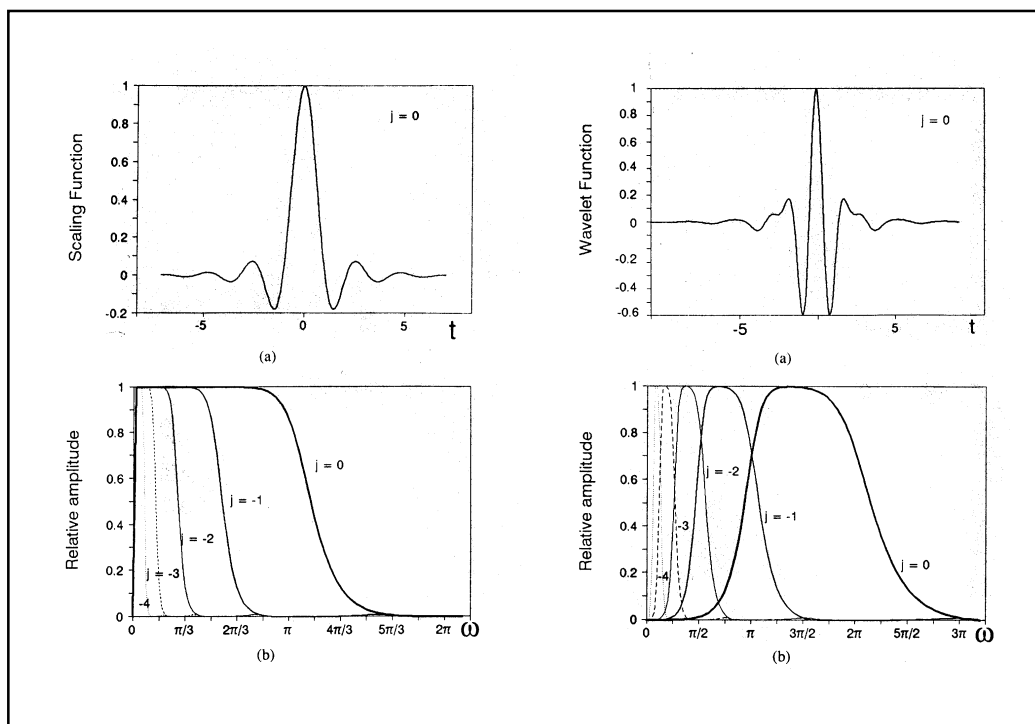 Scaling Function
1
0.8
0.6
0.4
0.2
0
-0.2
j = 0
-5
0
5
t
(a)
Wavelet Function
1
0.8
0.6
0.4
0.2
0
-0.2
-0.4
-0.6
j = 0
-5
5
t
(a)
Relative amplitude
1
0.8
0.6
0.4
0.2
0
j = 0
j = -1
j = -2
j = -3
-4
0
π/3
2π/3
π
4π/3
5π/3
2π
ω
(b)
Relative amplitude
1
0.8
0.6
0.4
0.2
0
j = -2
-3
j = -1
-4
j = 0
0
π/2
π
3π/2
2π
5π/2
3π
ω
(b)